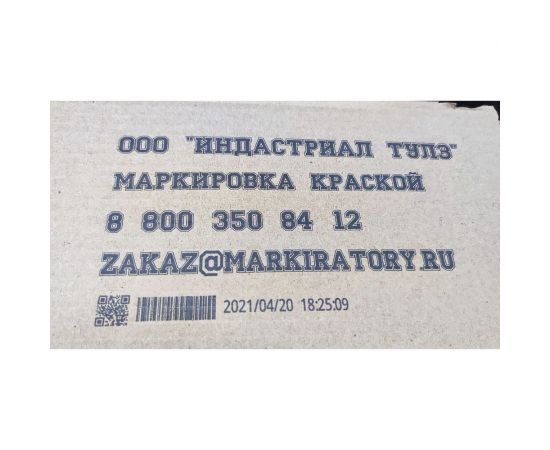 ООО "ИНДАСТРИАЛ ТУЛЗ"
МАРКИРОВКА КРАСКОЙ
8 800 350 84 12
ZAKAZ@MARKIRATORY.RU
2021/04/20 18:25:09